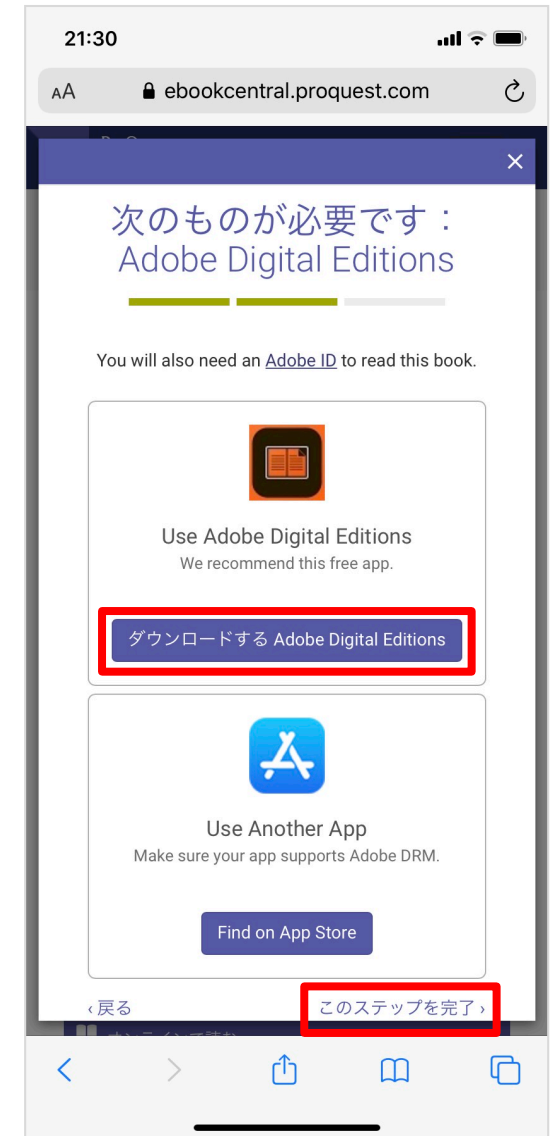 21:30
AA ebookcentral.proquest.com
次のものが必要です：
Adobe Digital Editions
You will also need an Adobe ID to read this book.
Use Adobe Digital Editions
We recommend this free app.
ダウンロードする Adobe Digital Editions
Use Another App
Make sure your app supports Adobe DRM.
Find on App Store
‹ 戻る
このステップを完了 ›